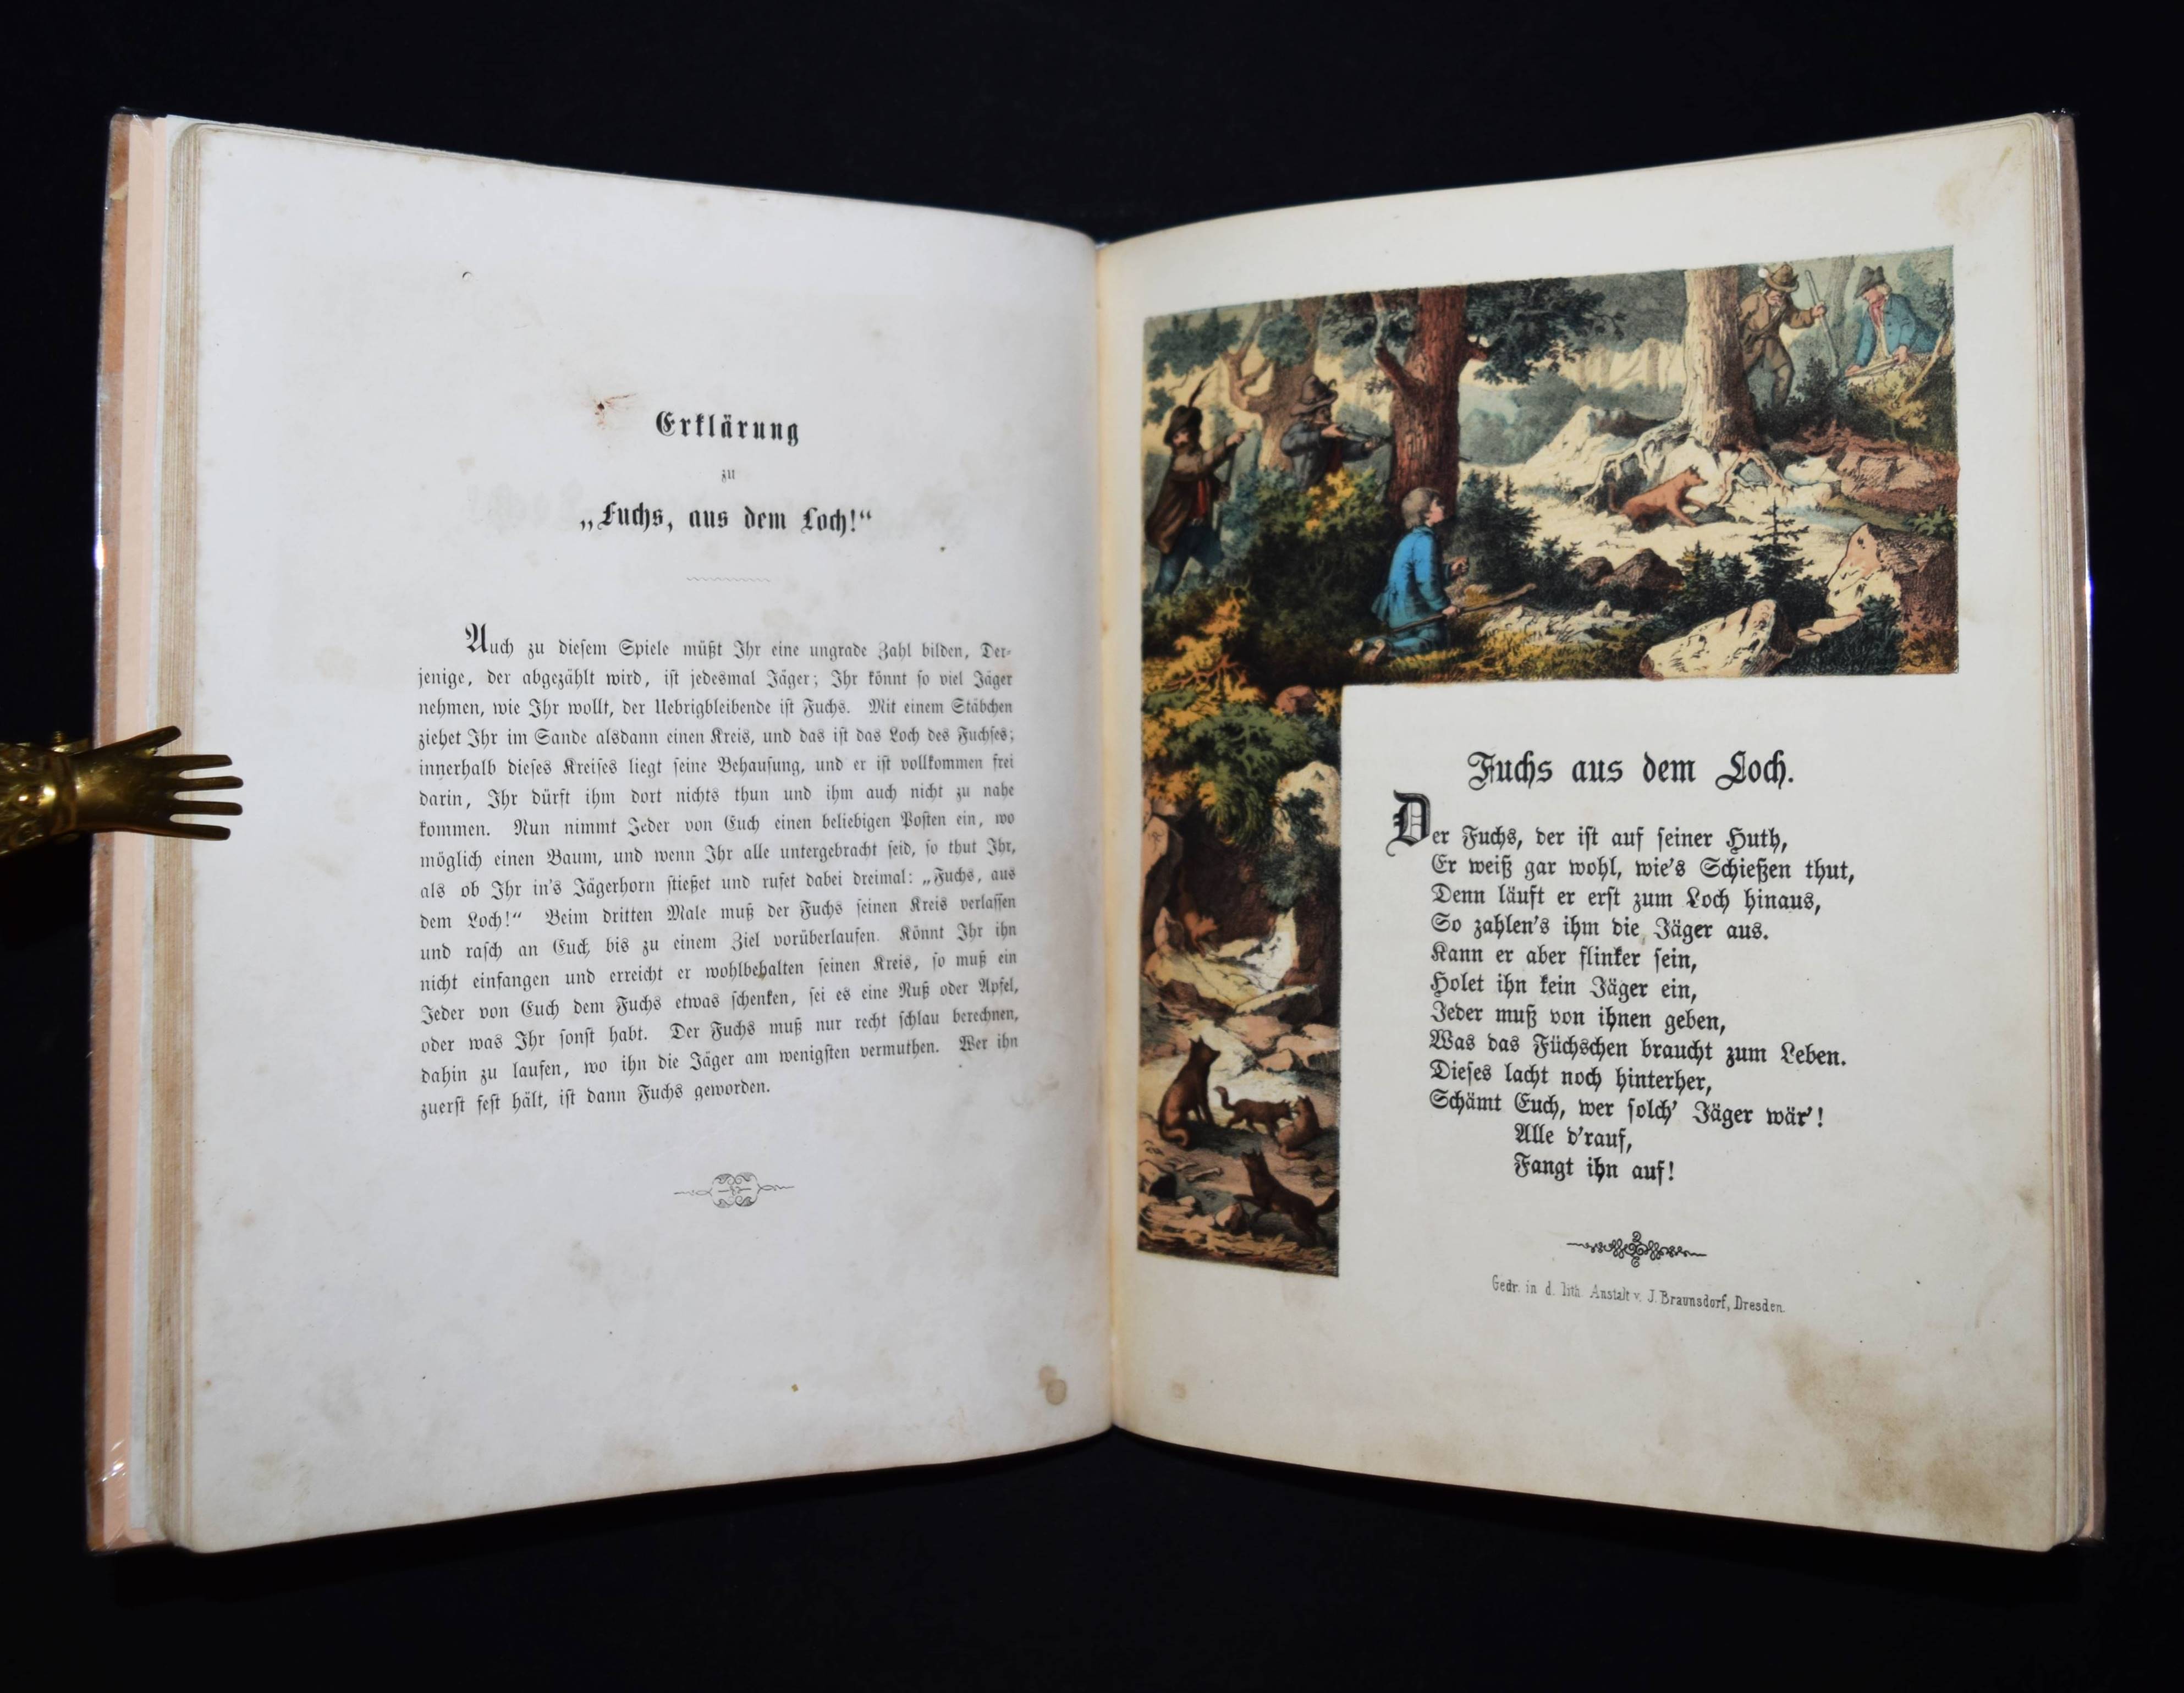 Erklärung
zu
„Fuchs, aus dem Loch!“
Auch zu diesem Spiele müßt Ihr eine ungrade Zahl bilden, Der-
jenige, der abgezählt wird, ist jedesmal Jäger; Ihr könnt so viel Jäger
nehmen, wie Ihr wollt, der Uebrigbleibende ist Fuchs. Mit einem Stäbchen
ziehet Ihr im Sande alsdann einen Kreis, und das ist das Loch des Fuchses;
innerhalb dieses Kreises liegt seine Behausung, und er ist vollkommen frei
darin, Ihr dürft ihm dort nichts thun und ihm auch nicht zu nahe
kommen. Nun nimmt Jeder von Euch einen beliebigen Posten ein, wo
möglich einen Baum, und wenn Ihr alle untergebracht seid, so thut Ihr,
als ob Ihr in's Jägerhorn stießet und rufet dabei dreimal: „Fuchs, aus
dem Loch!“ Beim dritten Male muß der Fuchs seinen Kreis verlassen
und rasch an Euch bis zu einem Ziel vorüberlaufen. Könnt Ihr ihn
nicht einfangen und erreicht er wohlbehalten seinen Kreis, so muß ein
Jeder von Euch dem Fuchs etwas schenken, sei es eine Nuß oder Apfel,
oder was Ihr sonst habt. Der Fuchs muß nur recht schlau berechnen,
dahin zu laufen, wo ihn die Jäger am wenigsten vermuthen. Wer ihn
zuerst fest hält, ist dann Fuchs geworden.
Fuchs aus dem Loch.
Der Fuchs, der ist auf seiner Huth,
Er weiß gar wohl, wie's Schießen thut,
Denn läuft er erst zum Loch hinaus,
So zahlen's ihm die Jäger aus.
Kann er aber flinker sein,
Holet ihn kein Jäger ein,
Jeder muß von ihnen geben,
Was das Füchschen braucht zum Leben.
Dieses lacht noch hinterher,
Schämt Euch, wer solch' Jäger wär'!
Alle d'rauf,
Fangt ihn auf!
Gedr. in d. lith. Anstalt v. J. Braunsdorf, Dresden.